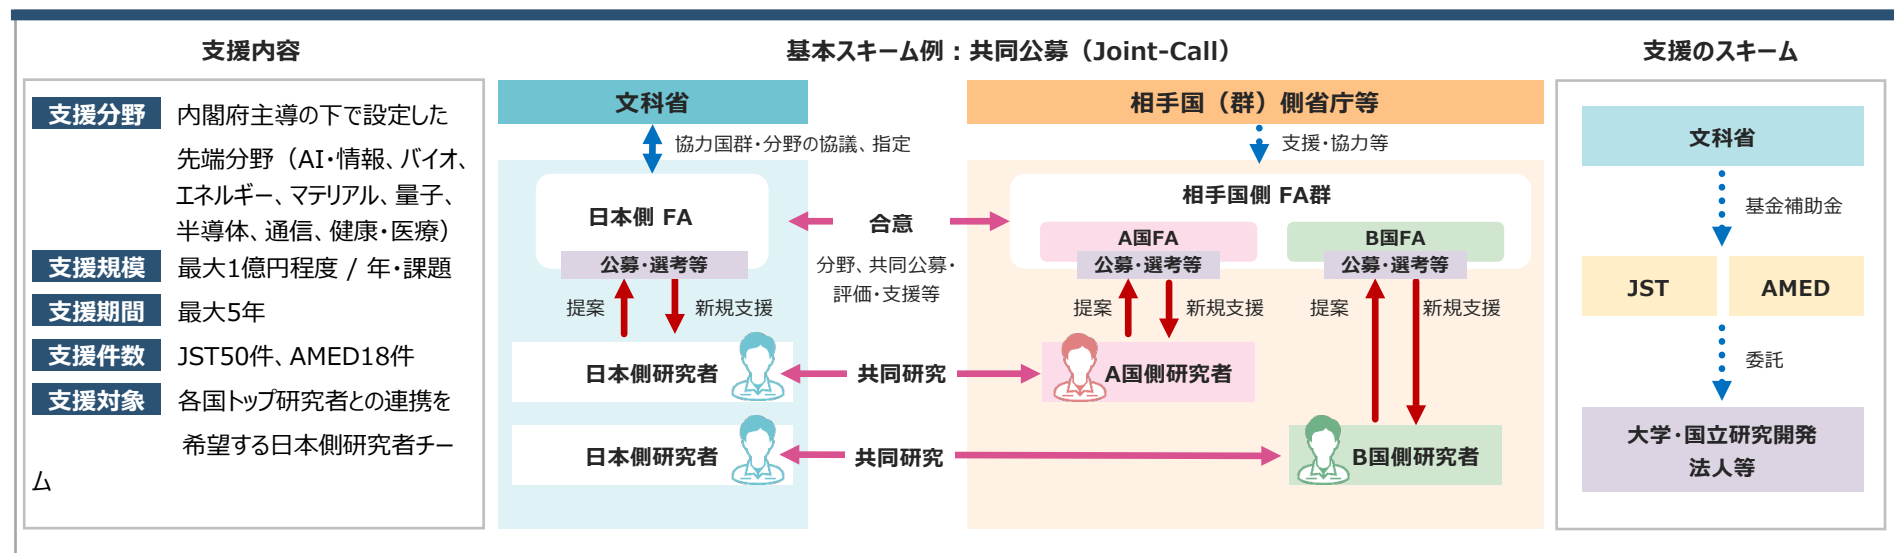 支援内容
支援分野 内閣府主導の下で設定した
先端分野（AI・情報、バイオ、
エネルギー、マテリアル、量子、
半導体、通信、健康・医療）
支援規模 最大1億円程度 / 年・課題
支援期間 最大5年
支援件数 JST50件、AMED18件
支援対象 各国トップ研究者との連携を
希望する日本側研究者チー
ム
基本スキーム例：共同公募（Joint-Call）
文科省
協力国群・分野の協議、指定
日本側 FA
公募・選考等
提案
新規支援
日本側研究者
日本側研究者
合意
分野、共同公募・
評価・支援等
共同研究
共同研究
相手国（群）側省庁等
支援・協力等
相手国側 FA群
A国FA
公募・選考等
提案
新規支援
A国側研究者
B国FA
公募・選考等
提案
新規支援
B国側研究者
支援のスキーム
文科省
基金補助金
JST
AMED
委託
大学・国立研究開発
法人等